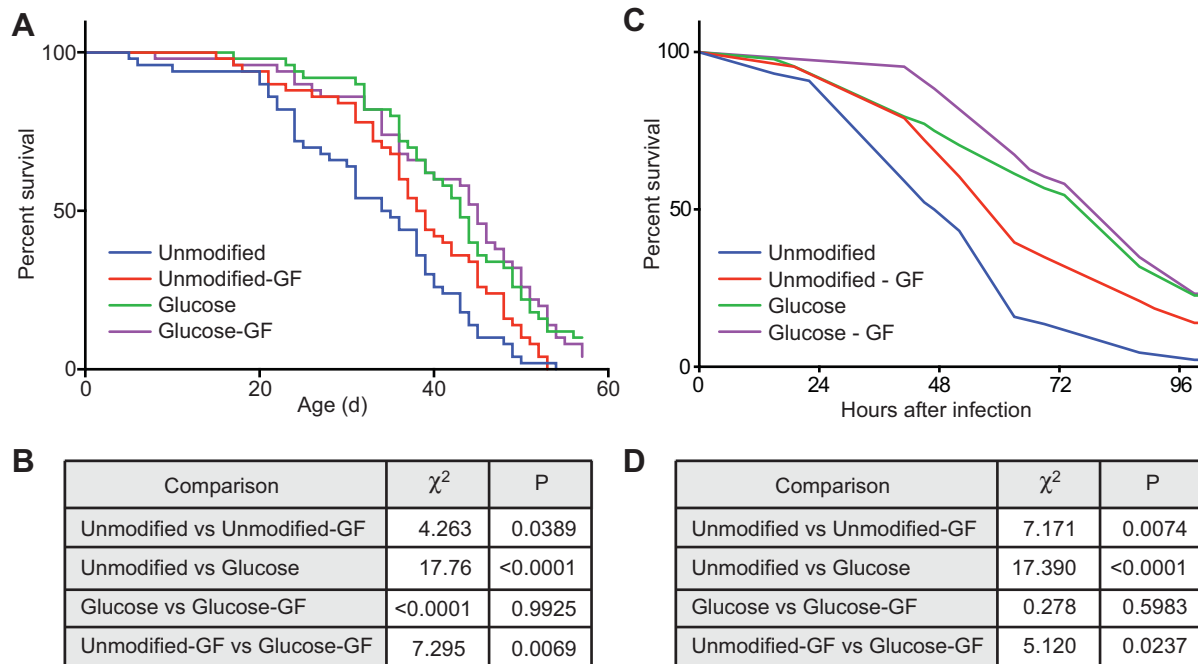 A
Percent survival
100
50
0
0
20
40
60
Age (d)
Unmodified
Unmodified-GF
Glucose
Glucose-GF
C
Percent survival
100
50
0
0
24
48
72
96
Hours after infection
Unmodified
Unmodified - GF
Glucose
Glucose - GF
B
Comparison χ2 P
Unmodified vs Unmodified-GF 4.263 0.0389
Unmodified vs Glucose 17.76 <0.0001
Glucose vs Glucose-GF <0.0001 0.9925
Unmodified-GF vs Glucose-GF 7.295 0.0069
D
Comparison χ2 P
Unmodified vs Unmodified-GF 7.171 0.0074
Unmodified vs Glucose 17.390 <0.0001
Glucose vs Glucose-GF 0.278 0.5983
Unmodified-GF vs Glucose-GF 5.120 0.0237